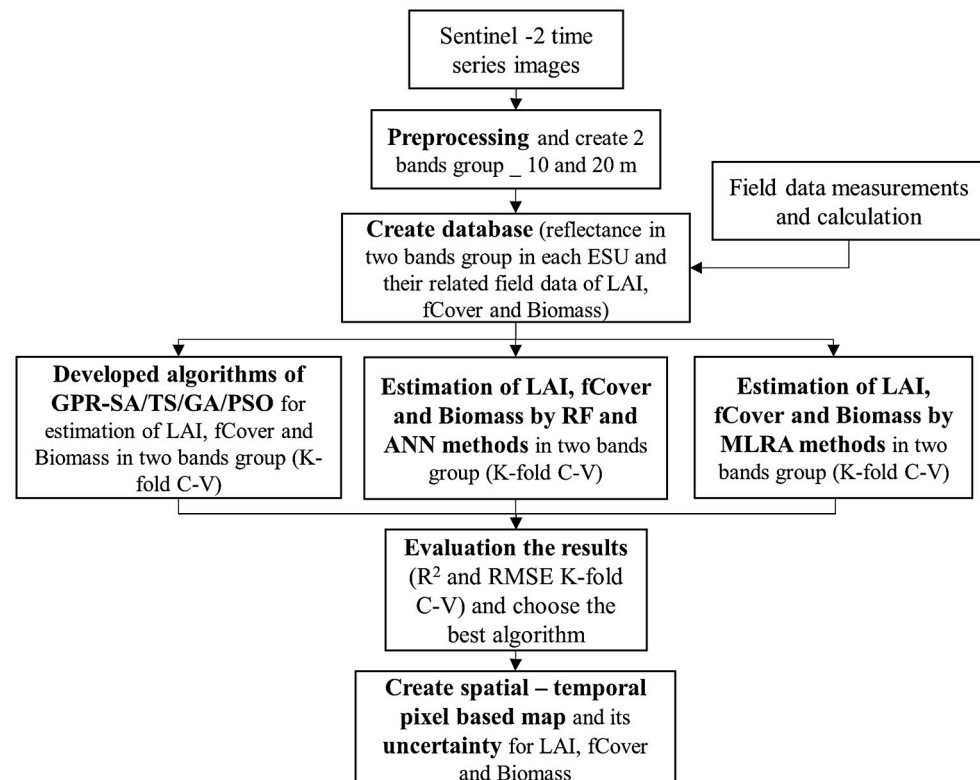 Sentinel -2 time
series images
Preprocessing and create 2
bands group _ 10 and 20 m
Field data measurements
and calculation
Create database (reflectance in
two bands group in each ESU and
their related field data of LAI,
fCover and Biomass)
Developed algorithms of
GPR-SA/TS/GA/PSO for
estimation of LAI, fCover and
Biomass in two bands group (K-
fold C-V)
Estimation of LAI, fCover
and Biomass by RF and
ANN methods in two bands
group (K-fold C-V)
Estimation of LAI,
fCover and Biomass by
MLRA methods in two
bands group (K-fold C-V)
Evaluation the results
(R² and RMSE K-fold
C-V) and choose the
best algorithm
Create spatial – temporal
pixel based map and its
uncertainty for LAI, fCover
and Biomass